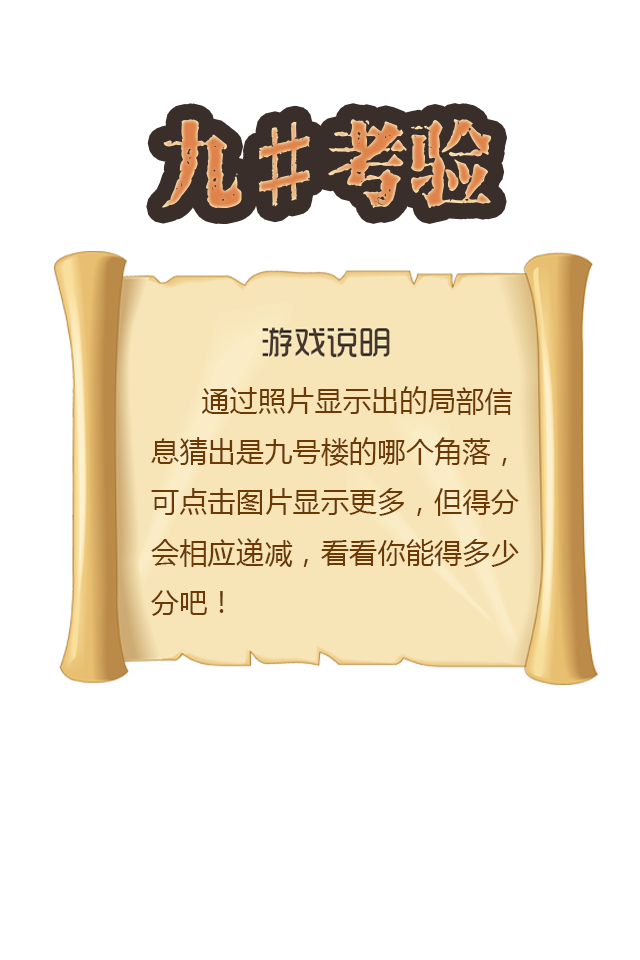 九#考验
游戏说明
通过照片显示出的局部信
息猜出是九号楼的哪个角落，
可点击图片显示更多，但得分
会相应递减，看看你能得多少
分吧！